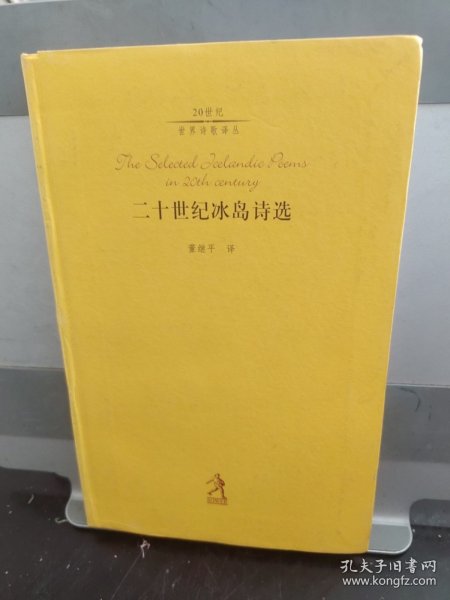 20世纪
世界诗歌译丛
The Selected Icelandic Poems
in 20th century
二十世纪冰岛诗选
董继平 译
孔夫子旧书网
www.kongfz.com